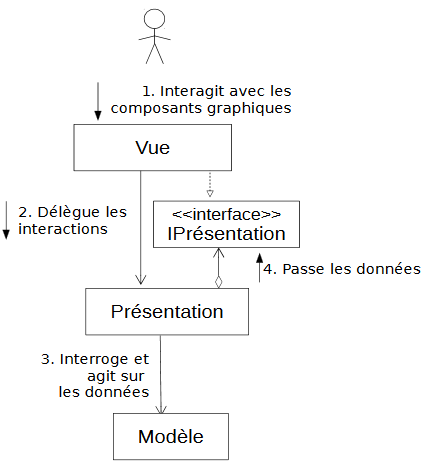 1. Interagit avec les
composants graphiques
Vue
2. Délègue les
interactions
<<interface>>
IPrésentation
4. Passe les données
Présentation
3. Interroge et
agit sur
les données
Modèle